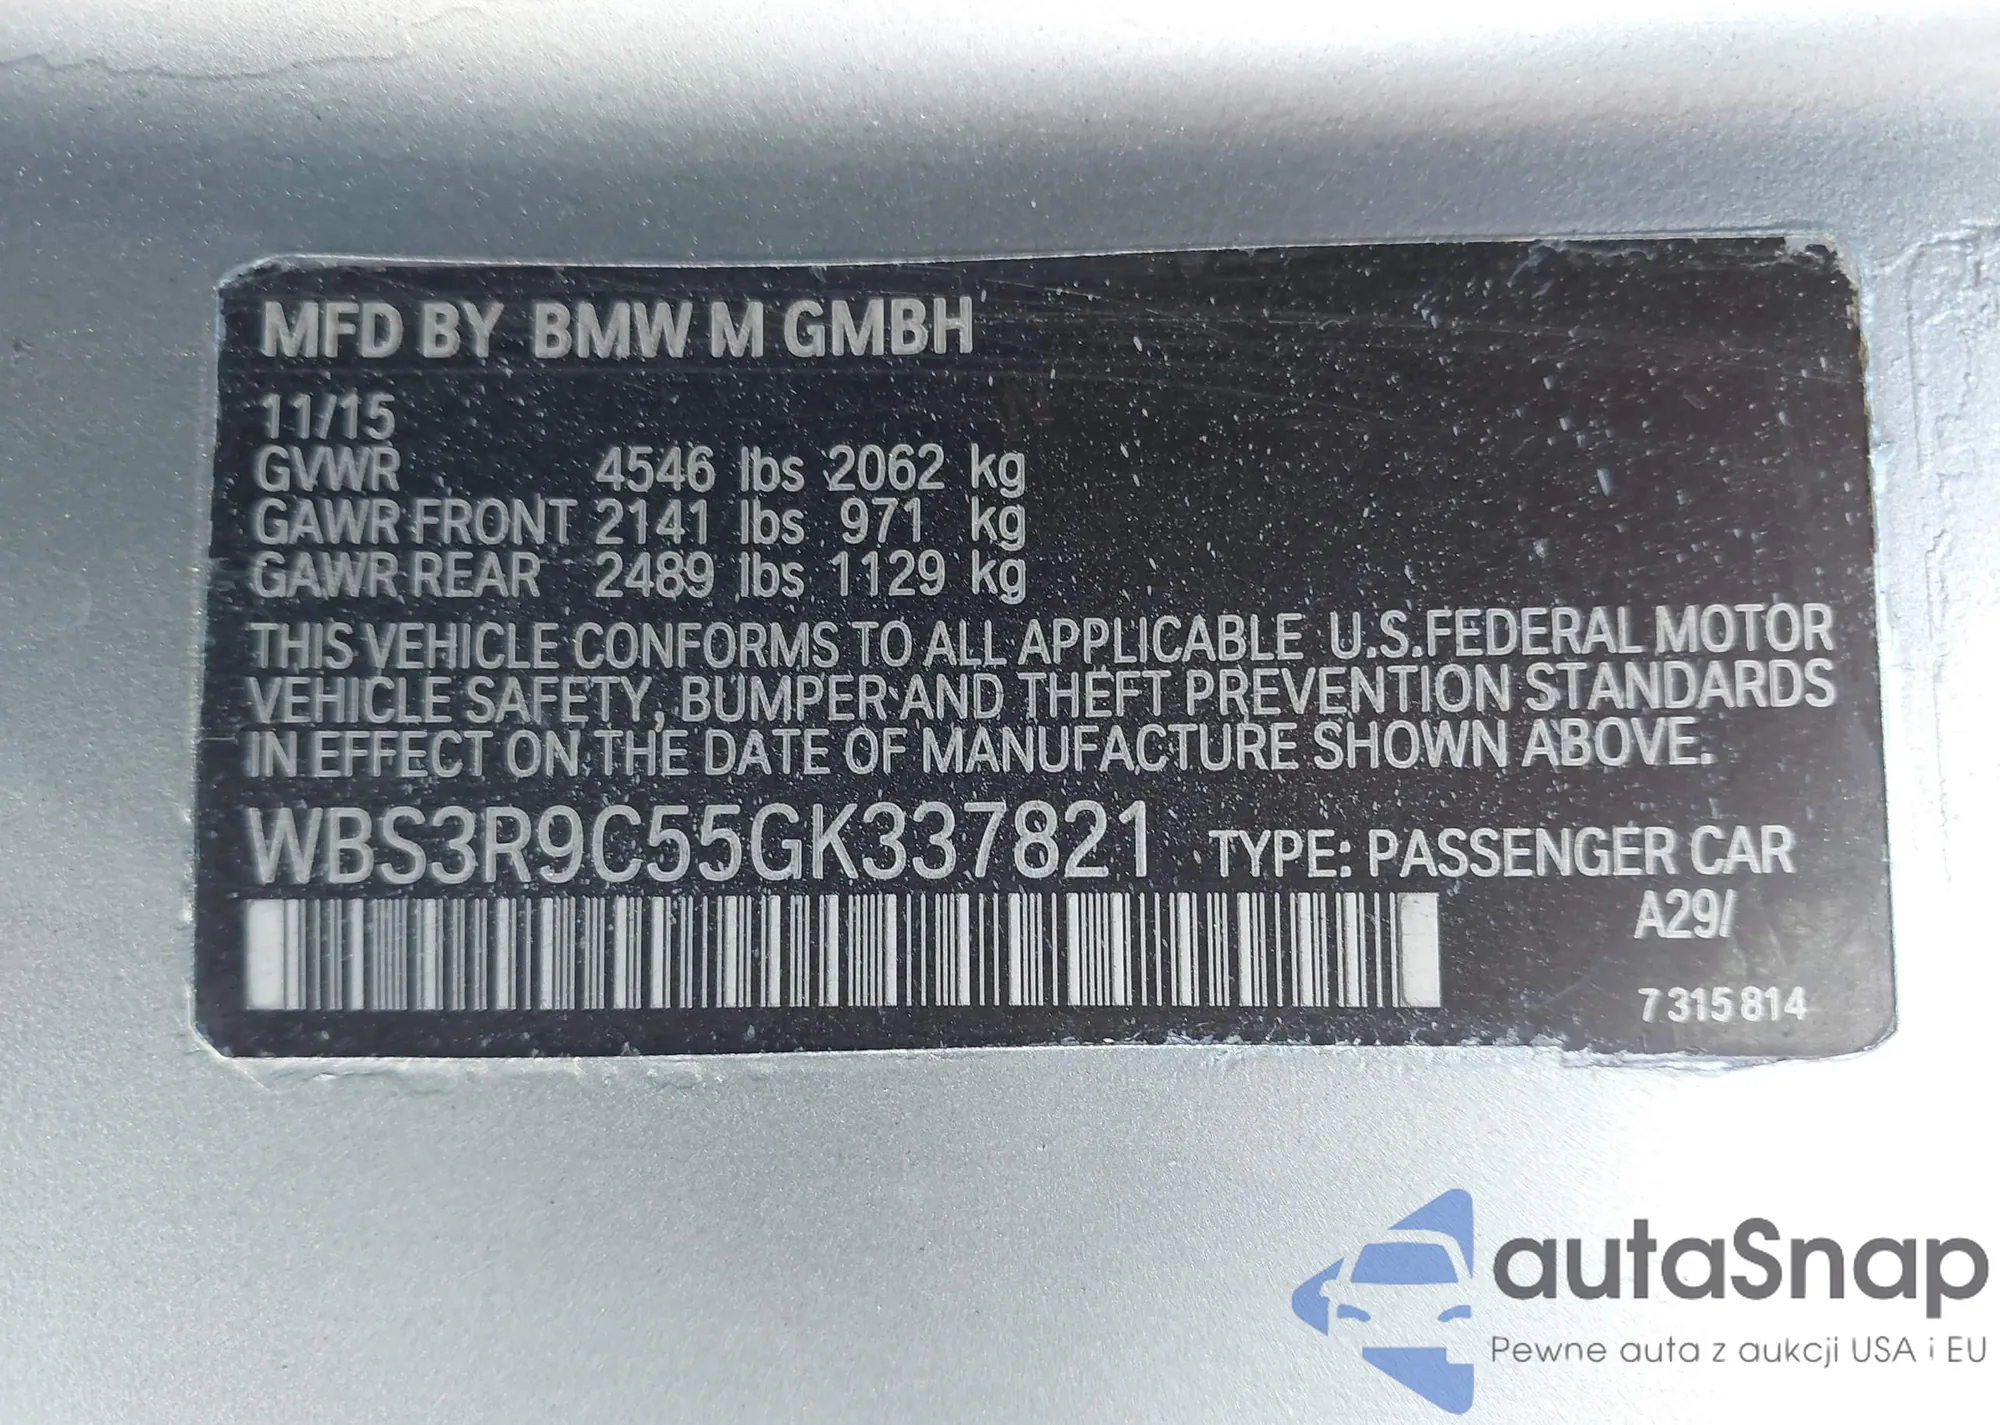 MFD BY BMW M GMBH
11/15
GVWR 4546 lbs 2062 kg
GAWR FRONT 2141 lbs 971 kg
GAWR REAR 2489 lbs 1129 kg
THIS VEHICLE CONFORMS TO ALL APPLICABLE U.S.FEDERAL MOTOR
VEHICLE SAFETY, BUMPER AND THEFT PREVENTION STANDARDS
IN EFFECT ON THE DATE OF MANUFACTURE SHOWN ABOVE.
WBS3R9C55GK337821 TYPE: PASSENGER CAR
A29/
7315814
autaSnap
Pewne auta z aukcji USA i EU